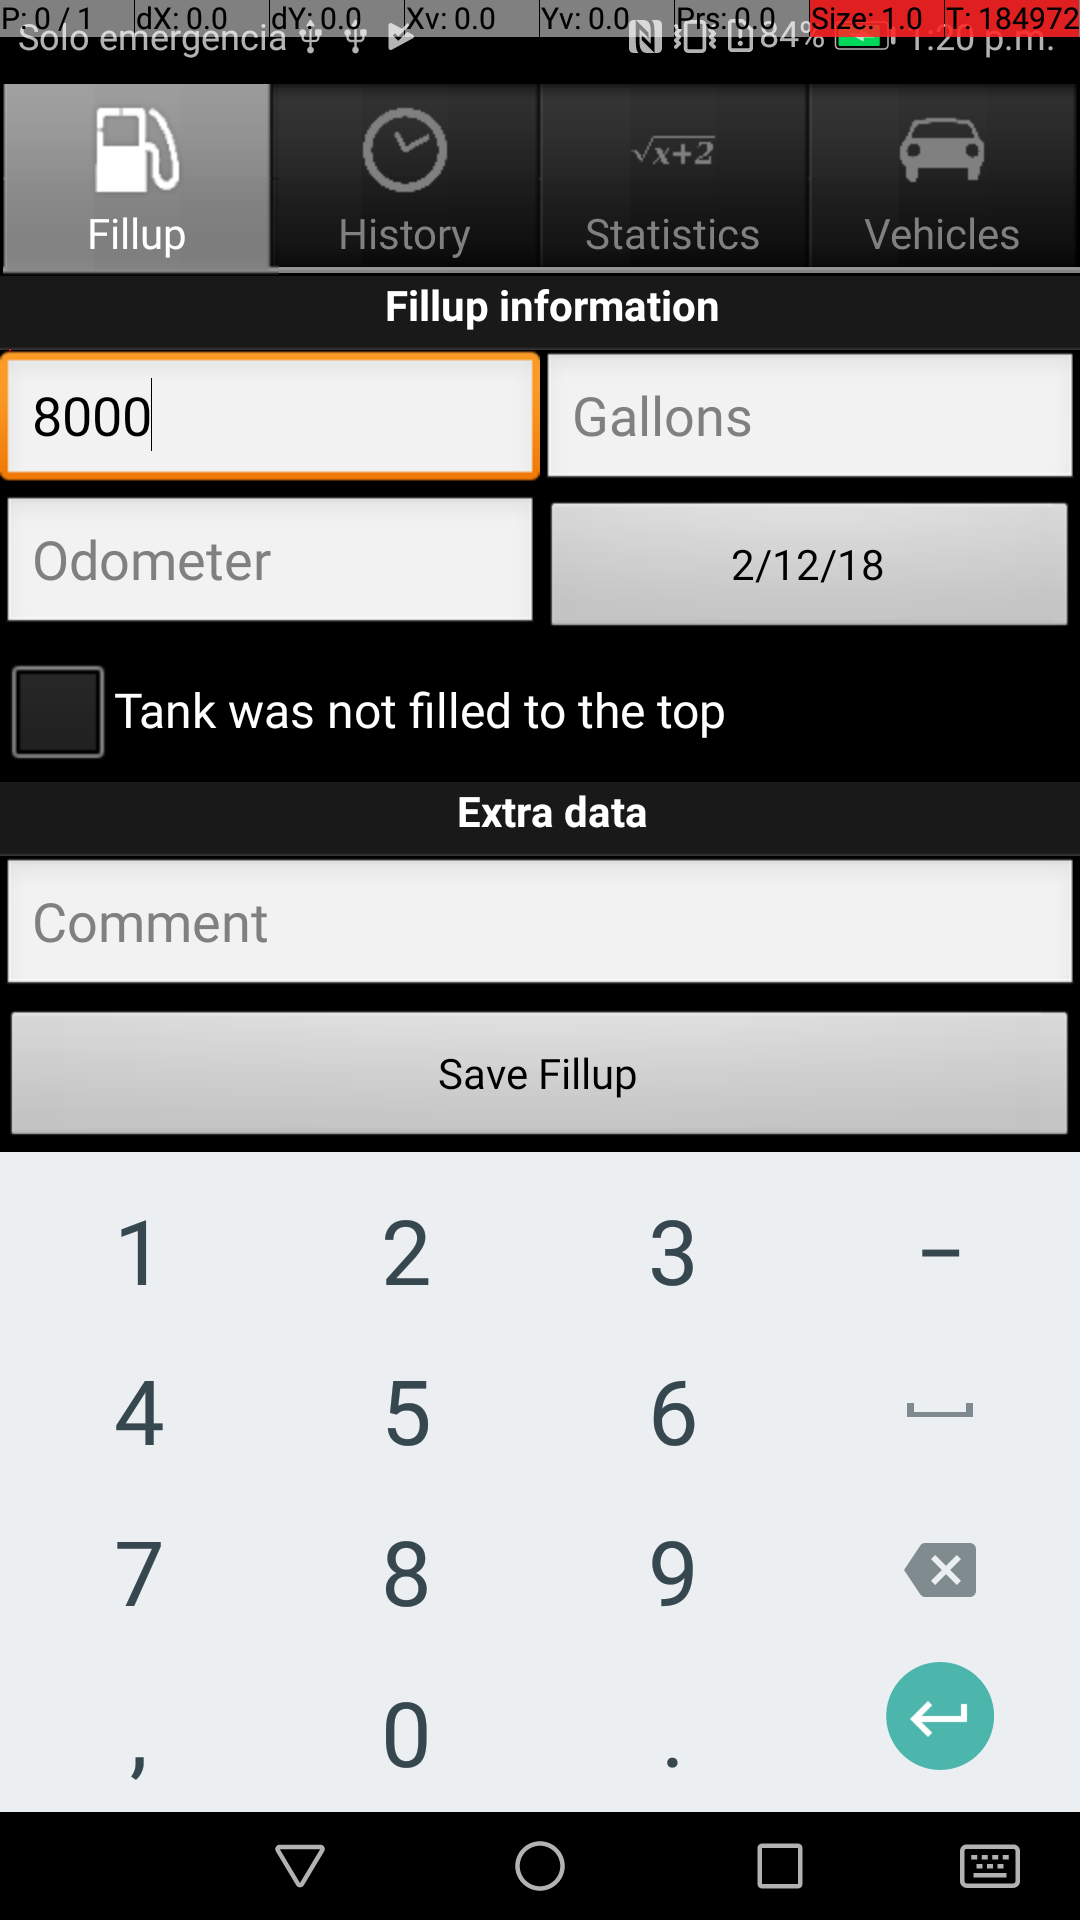 P: 0 / 1 dX: 0.0 dY: 0.0 Xv: 0.0 Yv: 0.0 Prs: 0.0 Size: 1.0 T: 184972
Solo emergencia 84% 1:20 p.m.
√x+2
Fillup History Statistics Vehicles
Fillup information
8000 Gallons
Odometer 2/12/18
Tank was not filled to the top
Extra data
Comment
Save Fillup
1 2 3 –
4 5 6
7 8 9
, 0 .